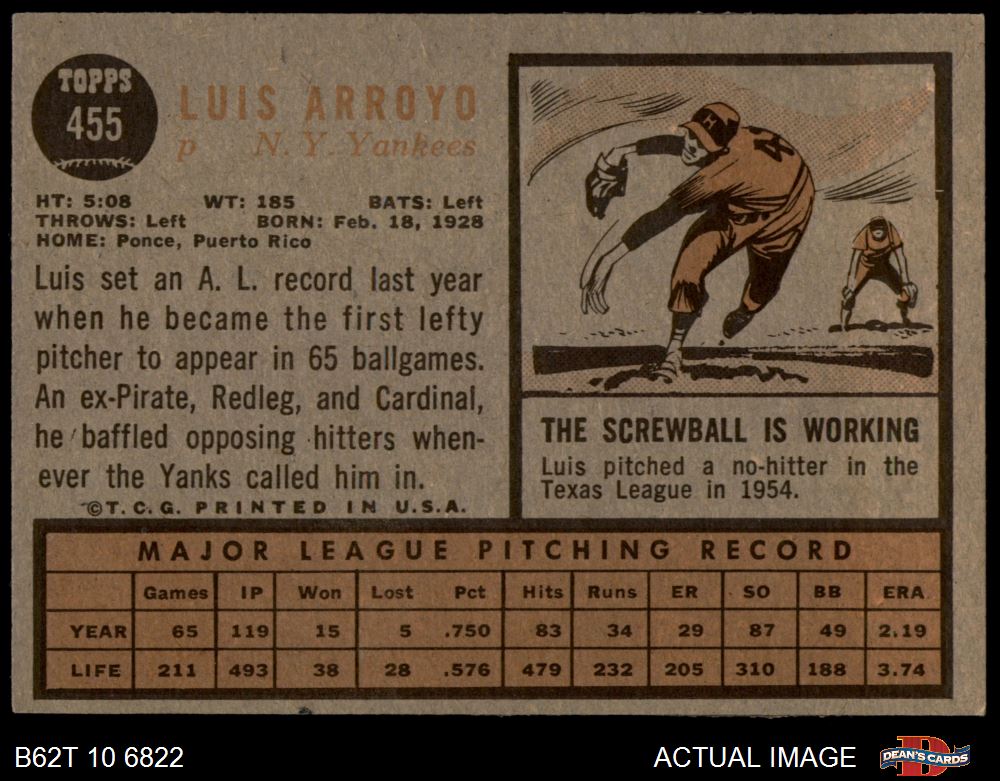 TOPPS
455
LUIS ARROYO
p N. Y. Yankees
HT: 5:08 WT: 185 BATS: Left
THROWS: Left BORN: Feb. 18, 1928
HOME: Ponce, Puerto Rico
Luis set an A. L. record last year
when he became the first lefty
pitcher to appear in 65 ballgames.
An ex-Pirate, Redleg, and Cardinal,
he baffled opposing hitters when-
ever the Yanks called him in.
©T. C. G. PRINTED IN U.S.A.
H
4
THE SCREWBALL IS WORKING
Luis pitched a no-hitter in the
Texas League in 1954.
MAJOR LEAGUE PITCHING RECORD
Games IP Won Lost Pct Hits Runs ER SO BB ERA
YEAR 65 119 15 5 .750 83 34 29 87 49 2.19
LIFE 211 493 38 28 .576 479 232 205 310 188 3.74
B62T 10 6822 ACTUAL IMAGE D DEAN'S CARDS